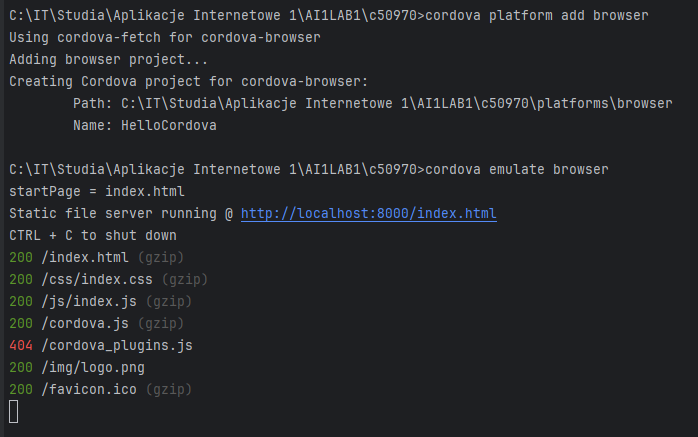 C:\IT\Studia\Aplikacje Internetowe 1\AI1LAB1\c50970>cordova platform add browser
Using cordova-fetch for cordova-browser
Adding browser project...
Creating Cordova project for cordova-browser:
        Path: C:\IT\Studia\Aplikacje Internetowe 1\AI1LAB1\c50970\platforms\browser
        Name: HelloCordova
C:\IT\Studia\Aplikacje Internetowe 1\AI1LAB1\c50970>cordova emulate browser
startPage = index.html
Static file server running @ http://localhost:8000/index.html
CTRL + C to shut down
200 /index.html (gzip)
200 /css/index.css (gzip)
200 /js/index.js (gzip)
200 /cordova.js (gzip)
404 /cordova_plugins.js
200 /img/logo.png
200 /favicon.ico (gzip)